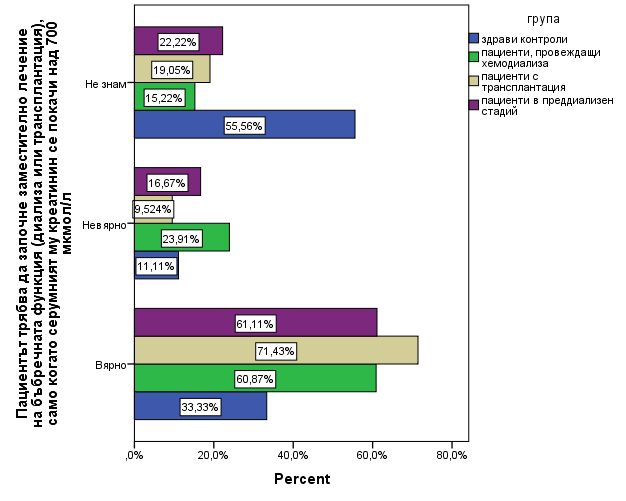 Пациентът трябва да започне заместително лечение
на бъбречната функция (диализа или трансплантация),
само когато серумният му креатинин се покачи над 700
мкмол/л
Не знам
22,22%
19,05%
15,22%
55,56%
Невярно
16,67%
9,524%
23,91%
11,11%
Вярно
61,11%
71,43%
60,87%
33,33%
,0%
20,0%
40,0%
60,0%
80,0%
Percent
група
здрави контроли
пациенти, провеждащи
хемодиализа
пациенти с
трансплантация
пациенти в преддиализен
стадий